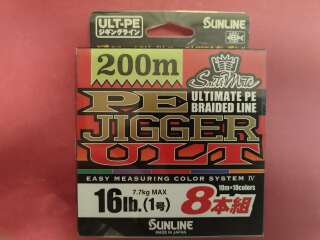 ULT-PE
ジギングライン
SUNLINE
200m
SaltiMate
ULTIMATE PE
BRAIDED LINE
PE
JIGGER
ULT
EASY MEASURING COLOR SYSTEM IV
7.7kg MAX
10m×10colors
16lb.(1号)
8本組
SUNLINE
MADE IN JAPAN